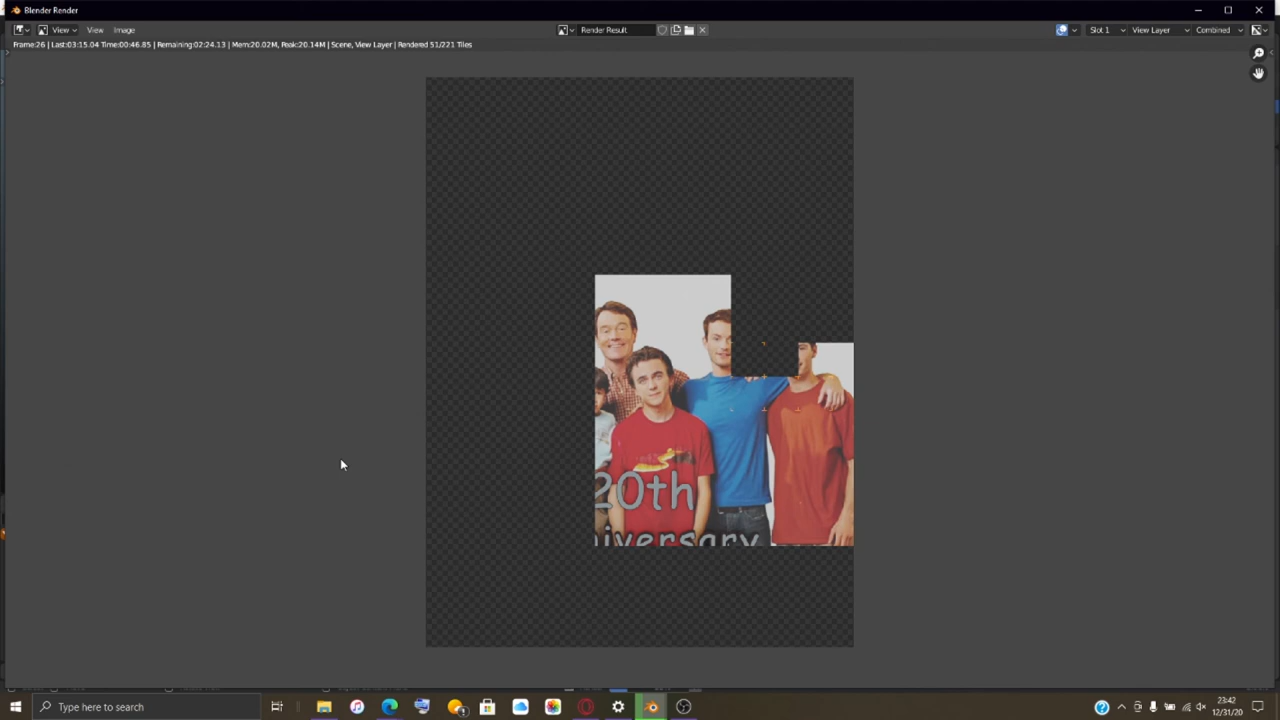 Blender Render
View View Image Render Result Slot 1 View Layer Combined
Frame:26 | Last:03:15.04 Time:00:46.85 | Remaining:02:24.13 | Mem:20.02M, Peak:20.14M | Scene, View Layer | Rendered 51/221 Tiles
20th
niversary
Type here to search
23:42
12/31/20